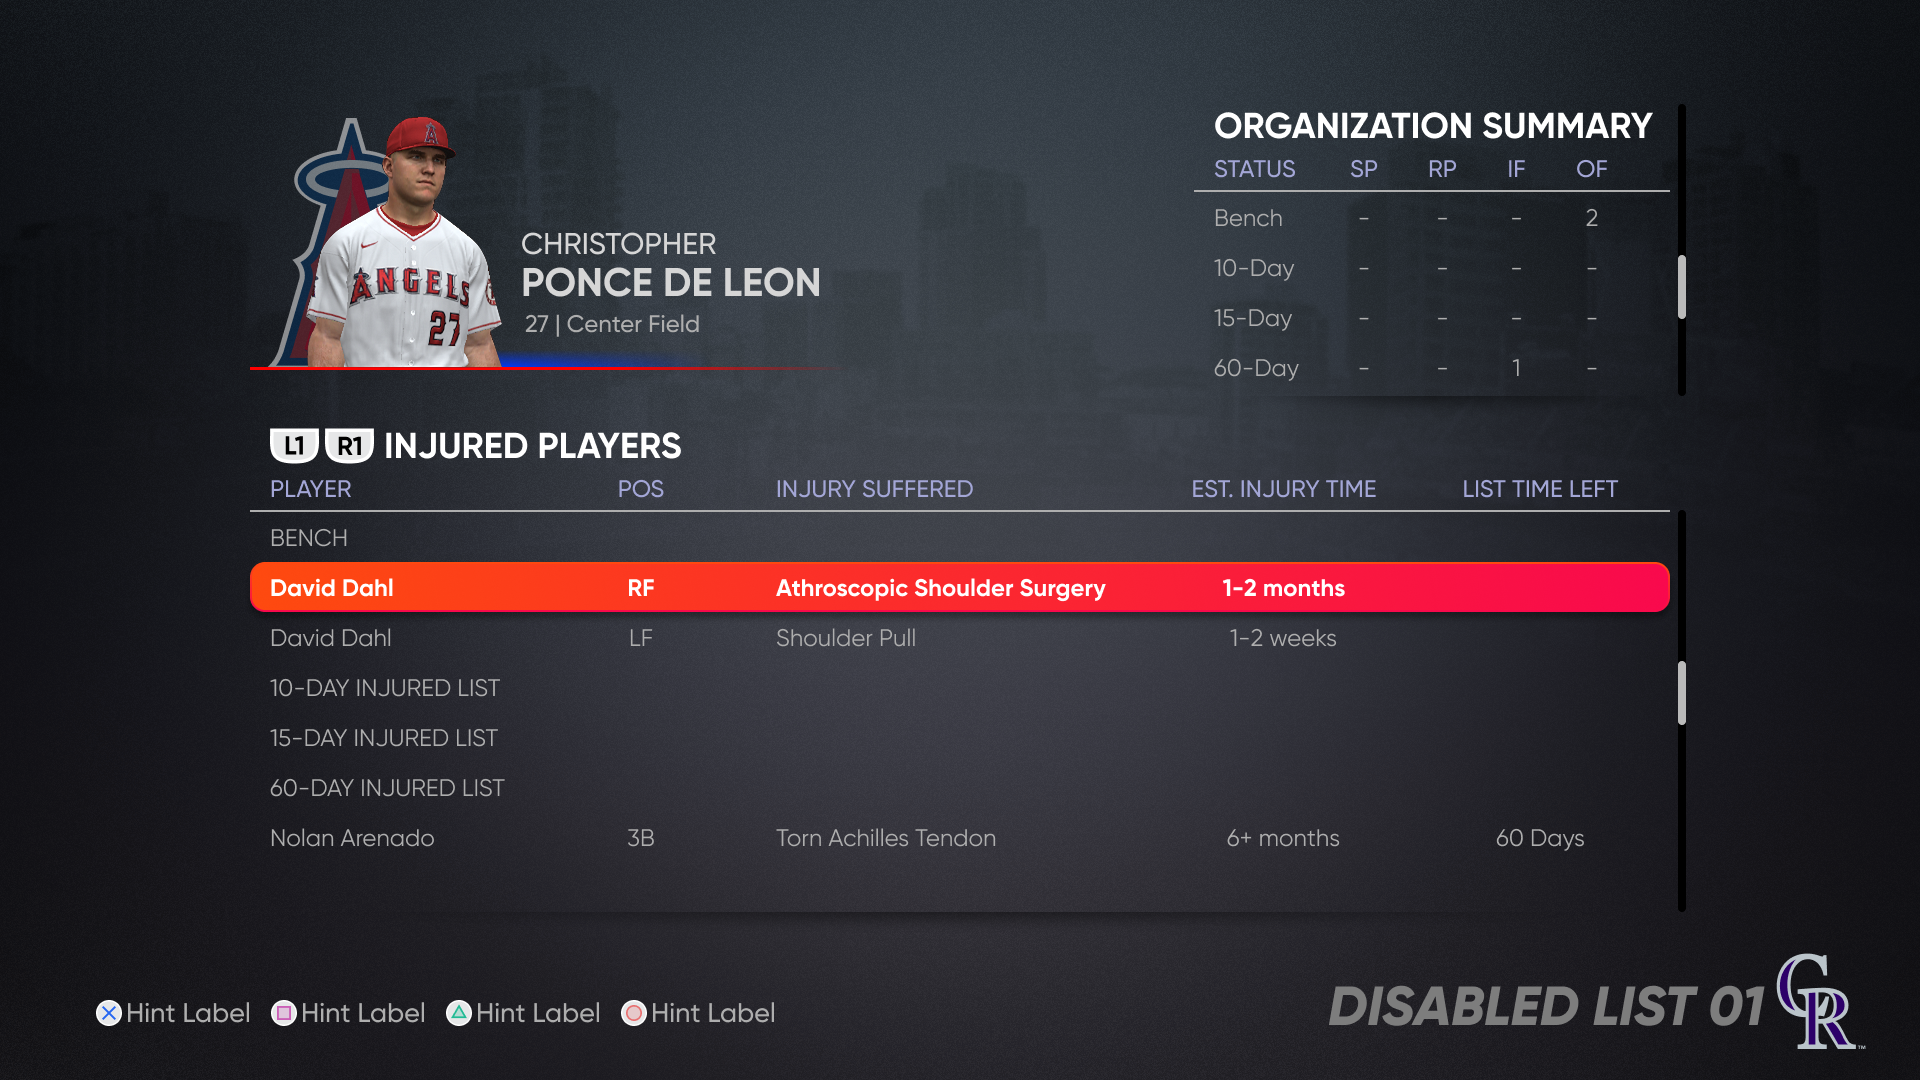 ORGANIZATION SUMMARY
STATUS SP RP IF OF
Bench - - - 2
10-Day - - - -
15-Day - - - -
60-Day - - 1 -
CHRISTOPHER
PONCE DE LEON
27 | Center Field
A
ANGELS
27
L1 R1 INJURED PLAYERS
PLAYER POS INJURY SUFFERED EST. INJURY TIME LIST TIME LEFT
BENCH
David Dahl RF Athroscopic Shoulder Surgery 1-2 months
David Dahl LF Shoulder Pull 1-2 weeks
10-DAY INJURED LIST
15-DAY INJURED LIST
60-DAY INJURED LIST
Nolan Arenado 3B Torn Achilles Tendon 6+ months 60 Days
Hint Label Hint Label Hint Label Hint Label
DISABLED LIST 01 CR ™